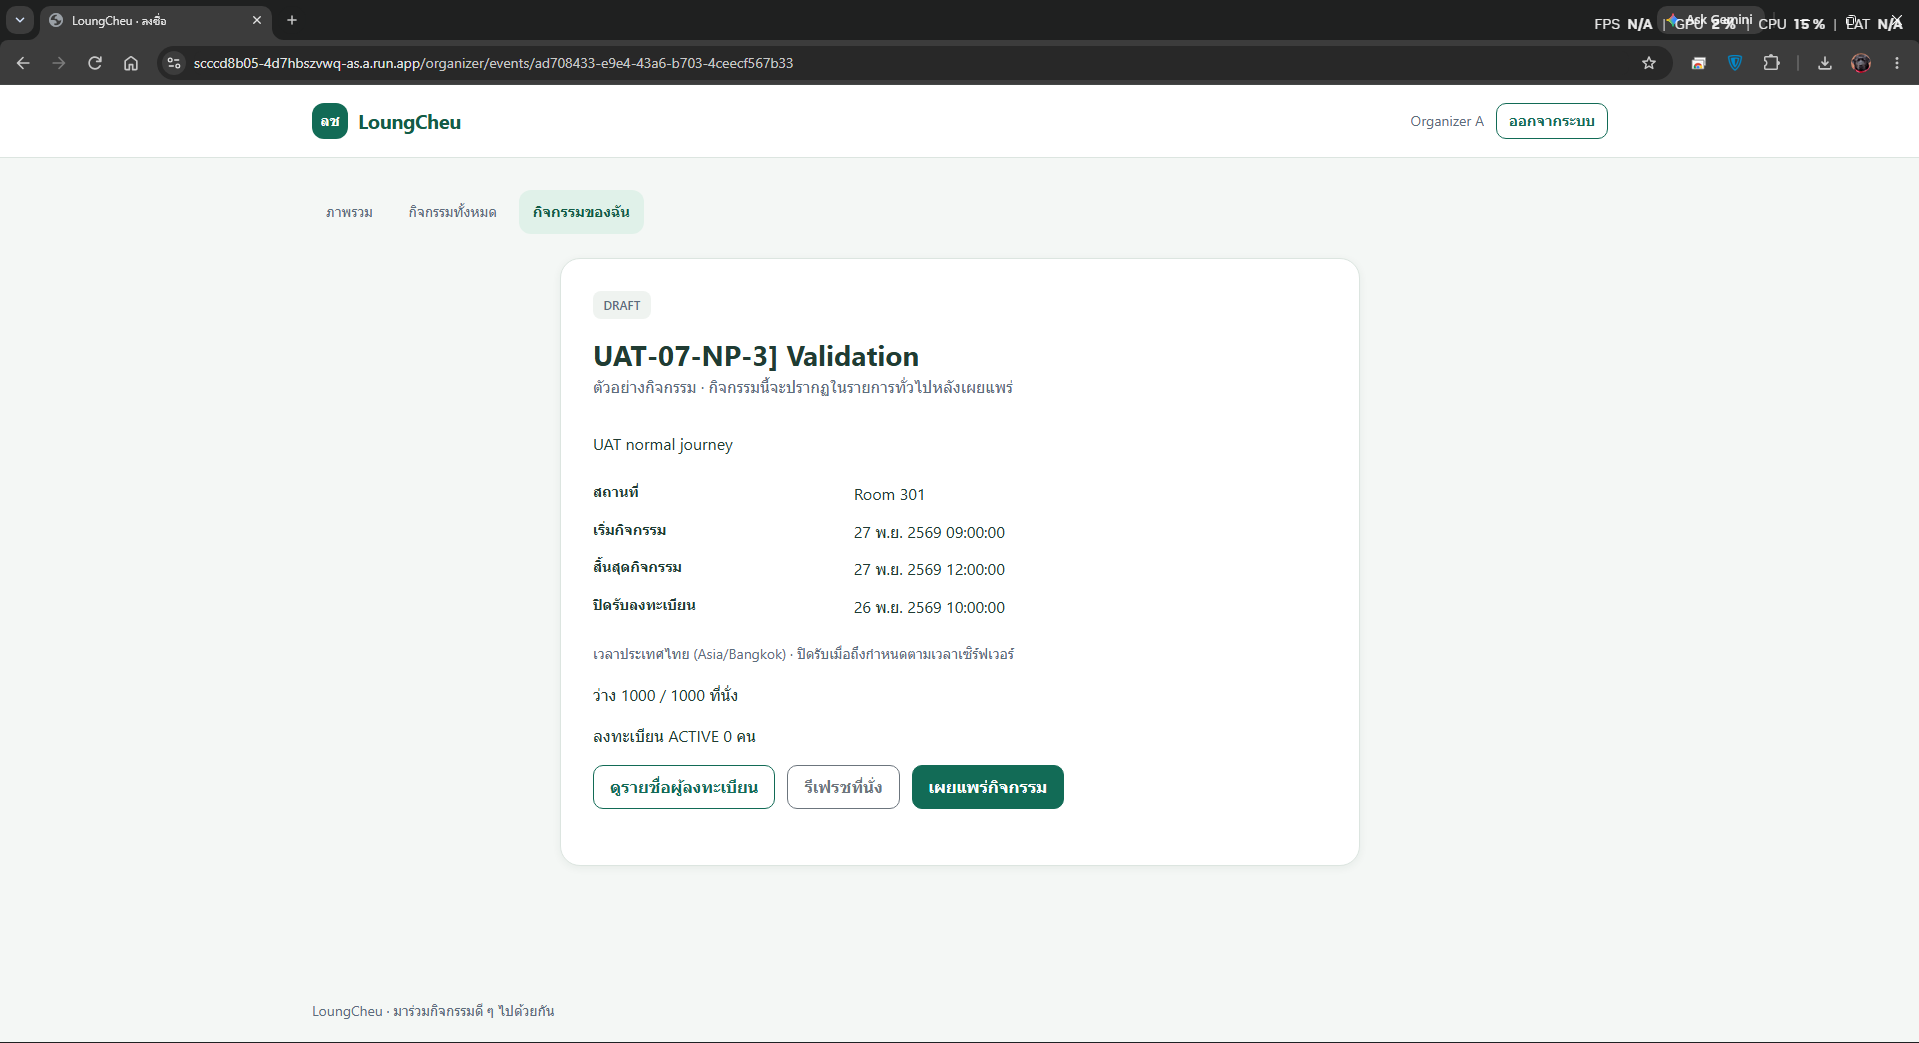 LoungCheu · ลงชื่อ
Ask Gemini
FPS N/A | GPU 2 % | CPU 15 % | LAT N/A
scccd8b05-4d7hbszvwq-as.a.run.app/organizer/events/ad708433-e9e4-43a6-b703-4ceecf567b33
ลช LoungCheu
Organizer A ออกจากระบบ
ภาพรวม กิจกรรมทั้งหมด กิจกรรมของฉัน
DRAFT
UAT-07-NP-3] Validation
ตัวอย่างกิจกรรม · กิจกรรมนี้จะปรากฏในรายการทั่วไปหลังเผยแพร่
UAT normal journey
สถานที่ Room 301
เริ่มกิจกรรม 27 พ.ย. 2569 09:00:00
สิ้นสุดกิจกรรม 27 พ.ย. 2569 12:00:00
ปิดรับลงทะเบียน 26 พ.ย. 2569 10:00:00
เวลาประเทศไทย (Asia/Bangkok) · ปิดรับเมื่อถึงกำหนดตามเวลาเซิร์ฟเวอร์
ว่าง 1000 / 1000 ที่นั่ง
ลงทะเบียน ACTIVE 0 คน
ดูรายชื่อผู้ลงทะเบียน รีเฟรชที่นั่ง เผยแพร่กิจกรรม
LoungCheu · มาร่วมกิจกรรมดี ๆ ไปด้วยกัน